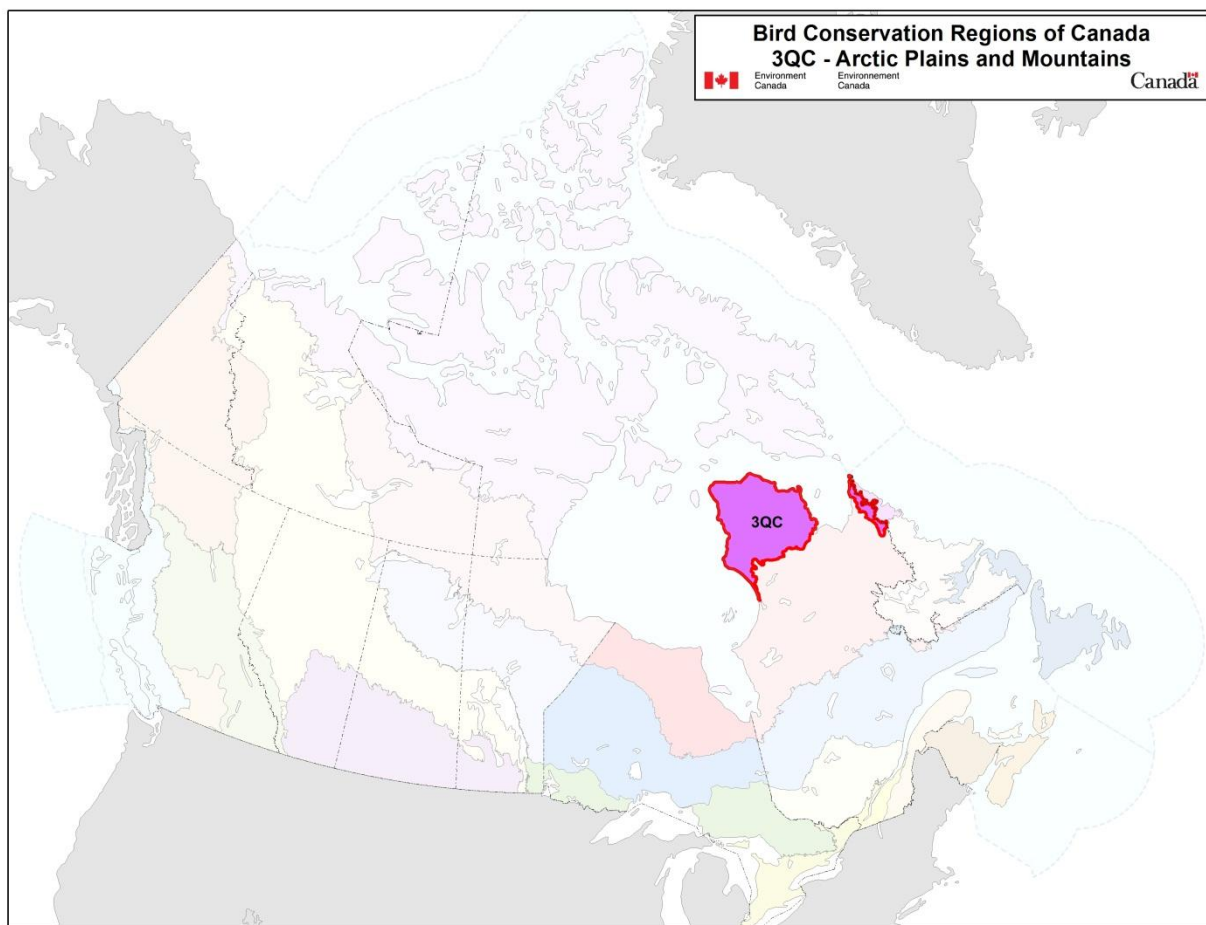 Bird Conservation Regions of Canada
3QC - Arctic Plains and Mountains
Environment Canada
Environnement Canada
Canada
3QC